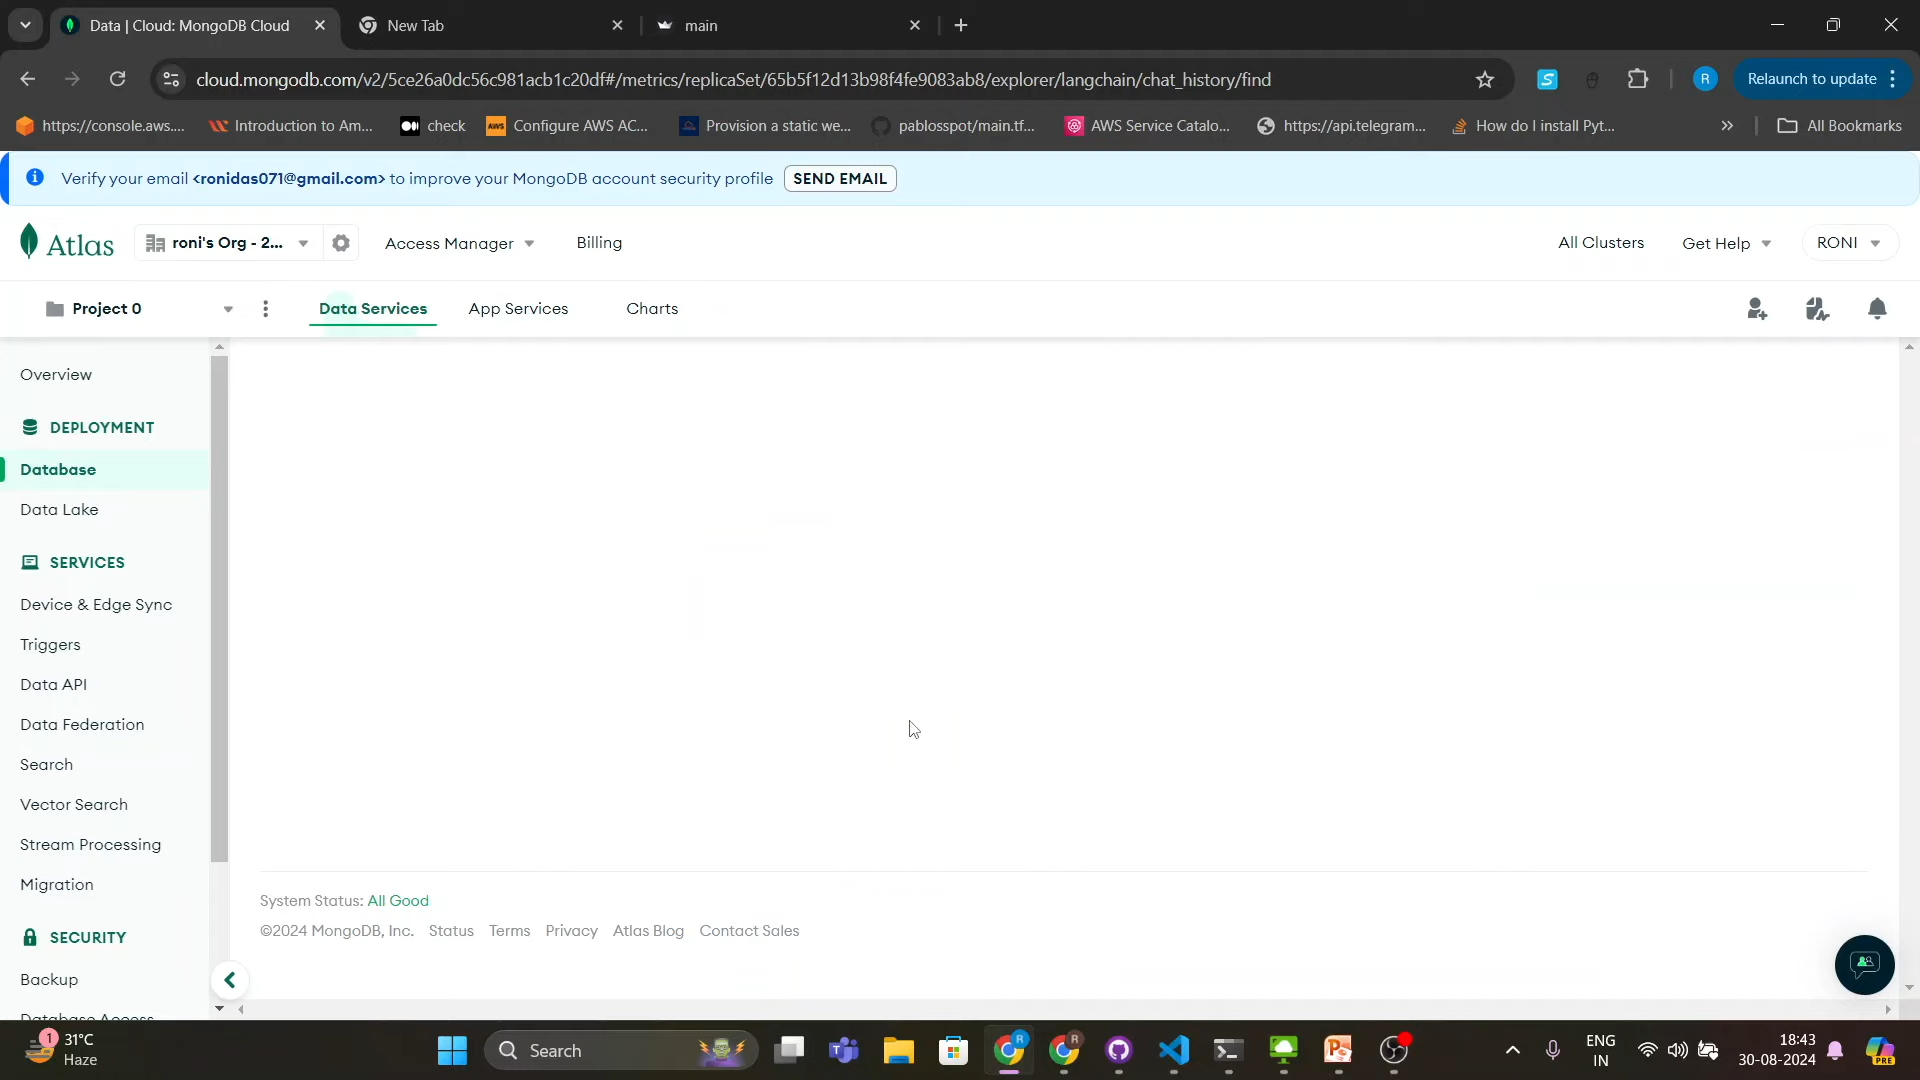 Data | Cloud: MongoDB Cloud
New Tab
main
cloud.mongodb.com/v2/5ce26a0dc56c981acb1c20df#/metrics/replicaSet/65b5f12d13b98f4fe9083ab8/explorer/langchain/chat_history/find
S
R
Relaunch to update
https://console.aws....
Introduction to Am...
check
AWS
Configure AWS AC...
Provision a static we...
pablosspot/main.tf...
AWS Service Catalo...
https://api.telegram...
How do I install Pyt...
All Bookmarks
Verify your email <ronidas071@gmail.com> to improve your MongoDB account security profile
SEND EMAIL
Atlas
roni's Org - 2...
Access Manager
Billing
All Clusters
Get Help
RONI
Project 0
Data Services
App Services
Charts
Overview
DEPLOYMENT
Database
Data Lake
SERVICES
Device & Edge Sync
Triggers
Data API
Data Federation
Search
Vector Search
Stream Processing
Migration
SECURITY
Backup
Database Access
System Status: All Good
©2024 MongoDB, Inc. Status Terms Privacy Atlas Blog Contact Sales
1
31°C
Haze
Search
R
R
ENG
IN
18:43
30-08-2024
PRE